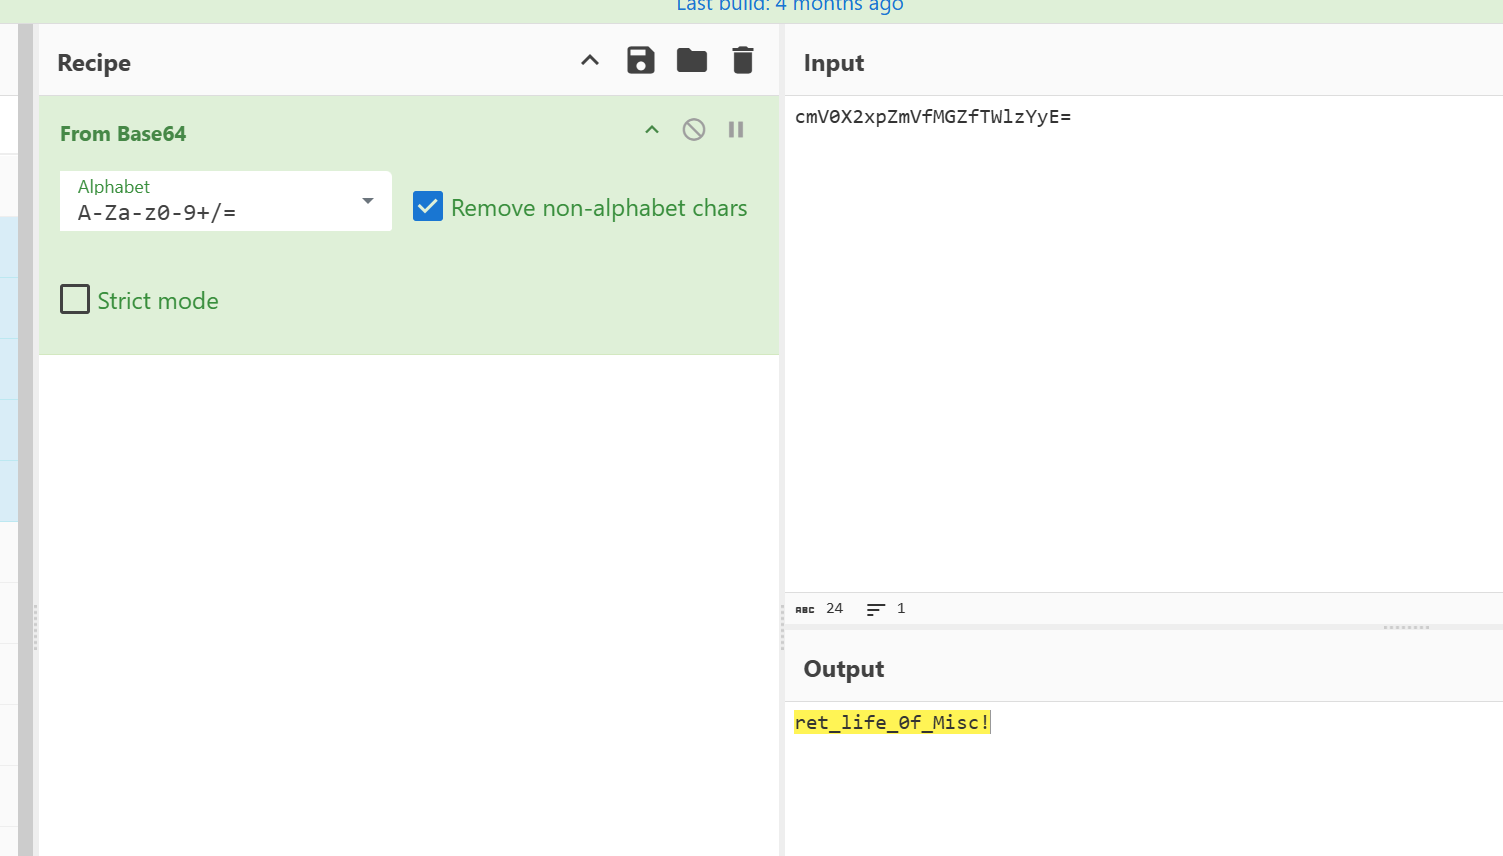 Last build: 4 months ago
Recipe
From Base64
Alphabet
A-Za-z0-9+/=
Remove non-alphabet chars
Strict mode
Input
cmV0X2xpZmVfMGZfTWlzYyE=
ABC 24 1
Output
ret_life_0f_Misc!